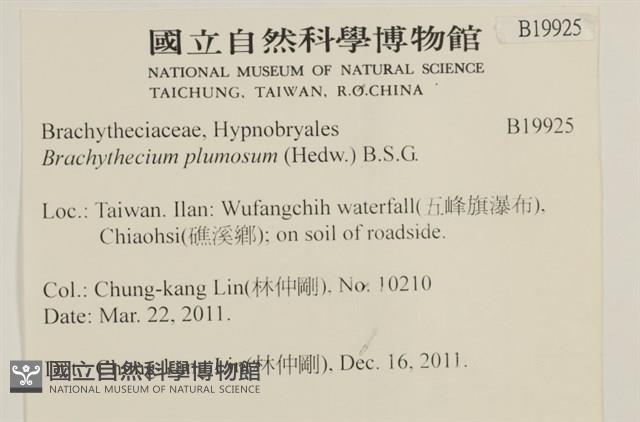 國立自然科學博物館
B19925
NATIONAL MUSEUM OF NATURAL SCIENCE
TAICHUNG, TAIWAN, R.O.CHINA
Brachytheciaceae, Hypnobryales B19925
Brachythecium plumosum (Hedw.) B.S.G.
Loc.: Taiwan. Ilan: Wufangchih waterfall(五峰旗瀑布),
Chiaohsi(礁溪鄉); on soil of roadside.
Col.: Chung-kang Lin(林仲剛), No. 10210
Date: Mar. 22, 2011.
Lin(林仲剛), Dec. 16, 2011.
國立自然科學博物館
NATIONAL MUSEUM OF NATURAL SCIENCE